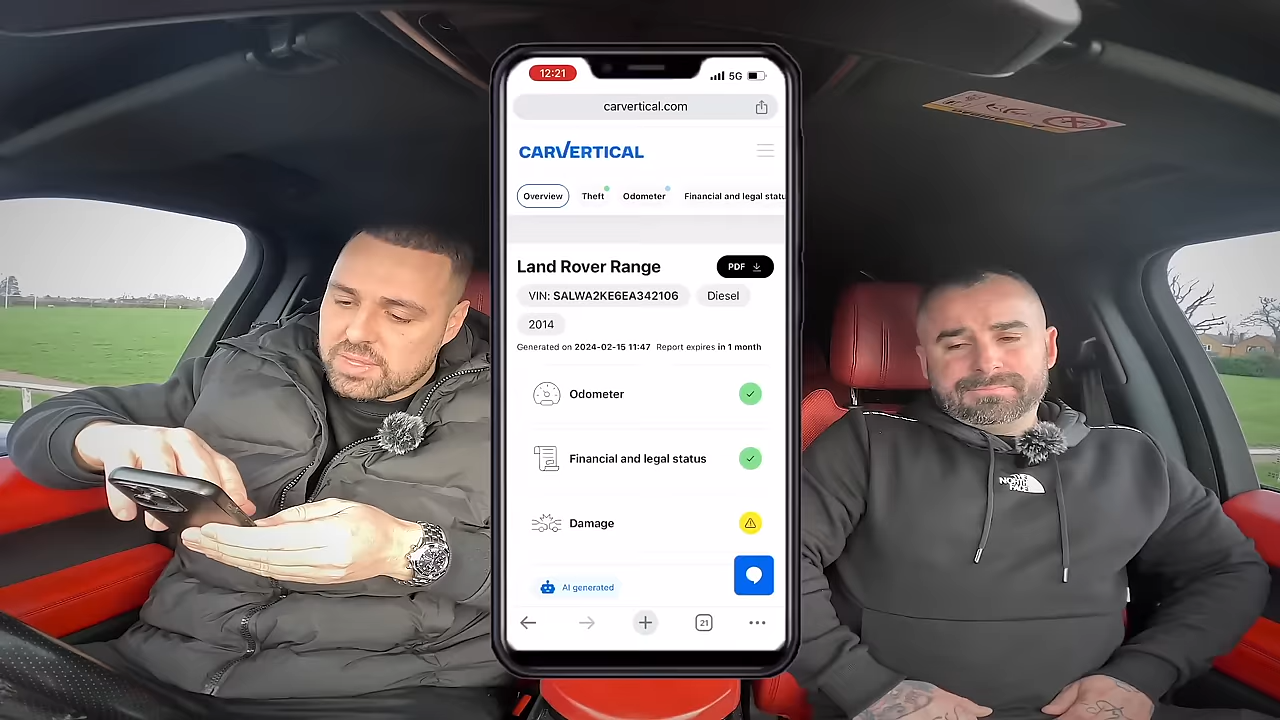 12:21
5G
carvertical.com
CARVERTICAL
Overview Theft Odometer Financial and legal statu
Land Rover Range
PDF
VIN: SALWA2KE6EA342106 Diesel
2014
Generated on 2024-02-15 11:47 Report expires in 1 month
Odometer
Financial and legal status
Damage
AI generated
21
THE
NORTH
FACE